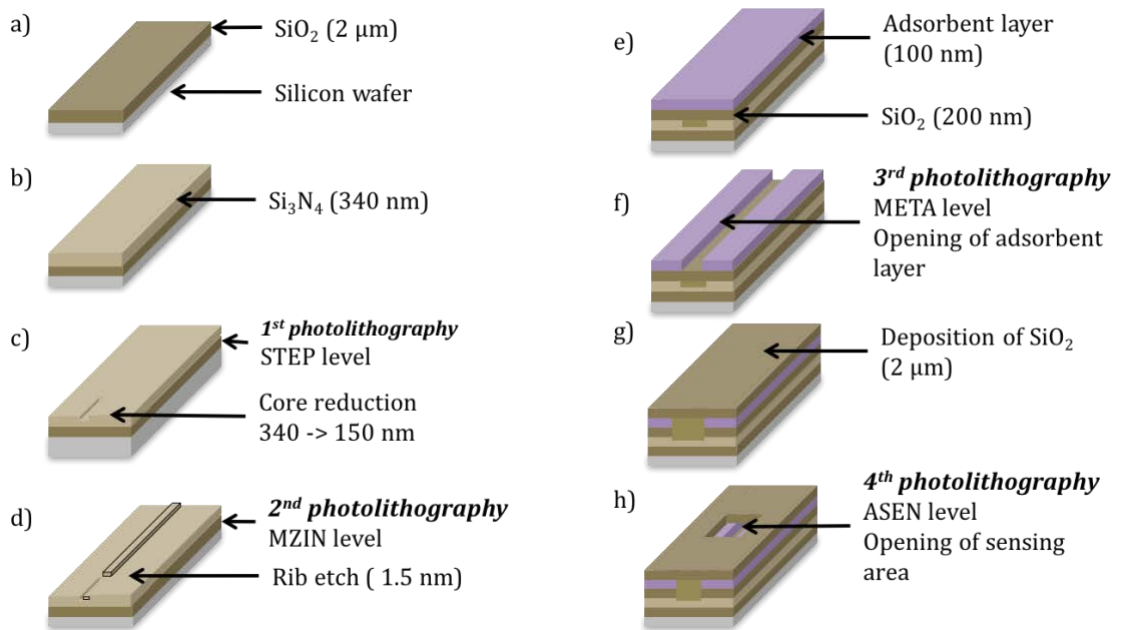 a)
SiO₂ (2 μm)
Silicon wafer
b)
Si₃N₄ (340 nm)
c)
1st photolithography
STEP level
Core reduction
340 -> 150 nm
d)
2nd photolithography
MZIN level
Rib etch ( 1.5 nm)
e)
Adsorbent layer
(100 nm)
SiO₂ (200 nm)
f)
3rd photolithography
META level
Opening of adsorbent
layer
g)
Deposition of SiO₂
(2 μm)
h)
4th photolithography
ASEN level
Opening of sensing
area